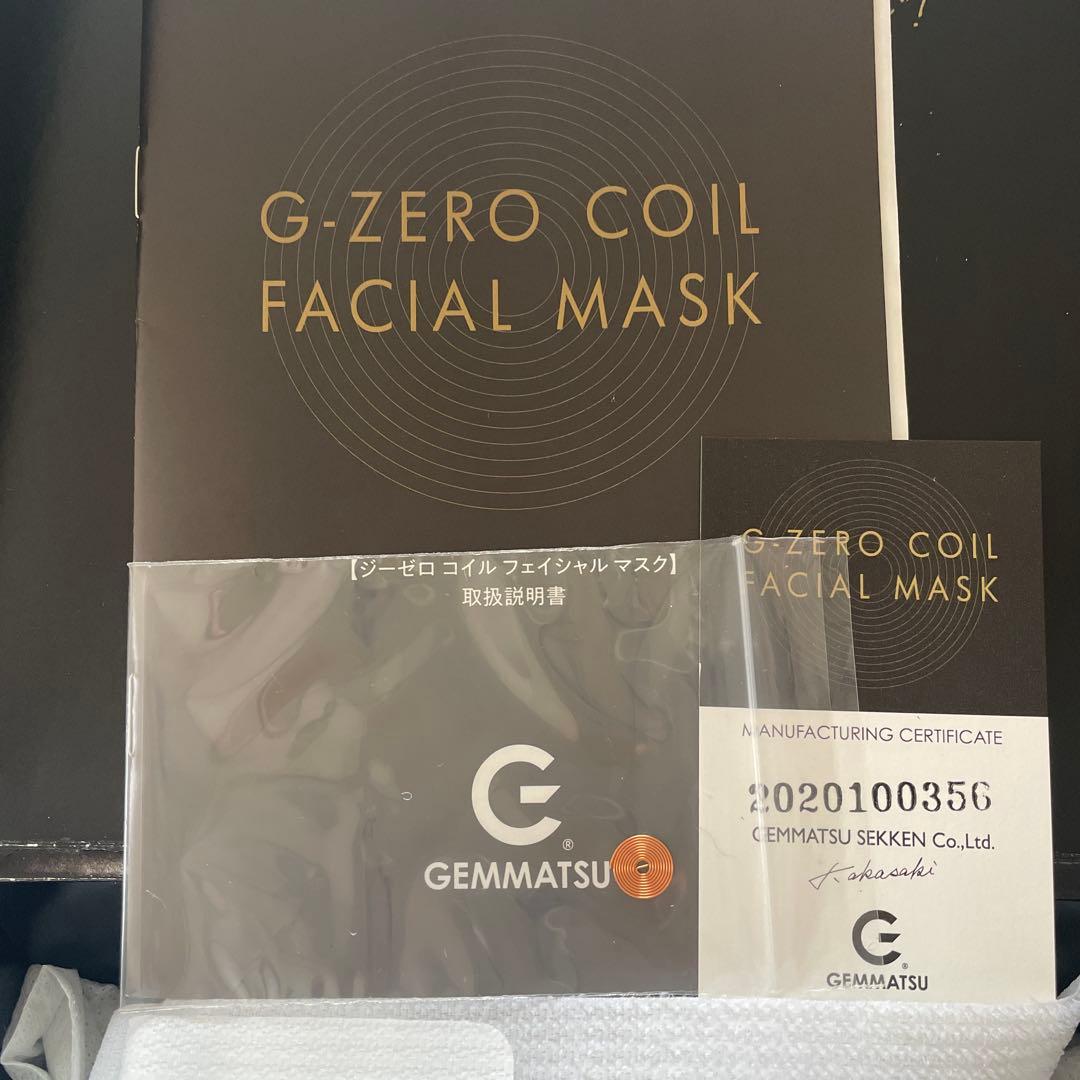 G-ZERO COIL
FACIAL MASK
【ジーゼロ コイル フェイシャル マスク】
取扱説明書
®
GEMMATSU
G-ZERO COIL
FACIAL MASK
MANUFACTURING CERTIFICATE
2020100356
GEMMATSU SEKKEN Co.,Ltd.
®
GEMMATSU